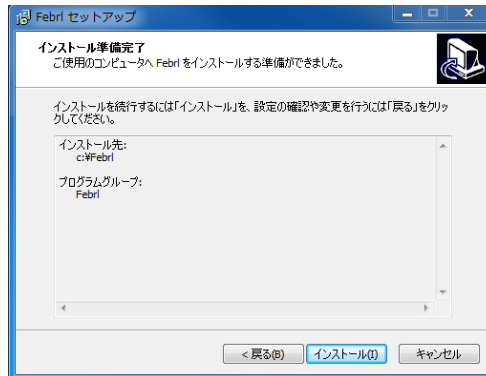 Febrl セットアップ
インストール準備完了
ご使用のコンピュータへ Febrl をインストールする準備ができました。
インストールを続行するには「インストール」を、設定の確認や変更を行うには「戻る」をクリッ
クしてください。
インストール先:
c:¥Febrl
プログラムグループ:
Febrl
< 戻る(B)
インストール(I)
キャンセル